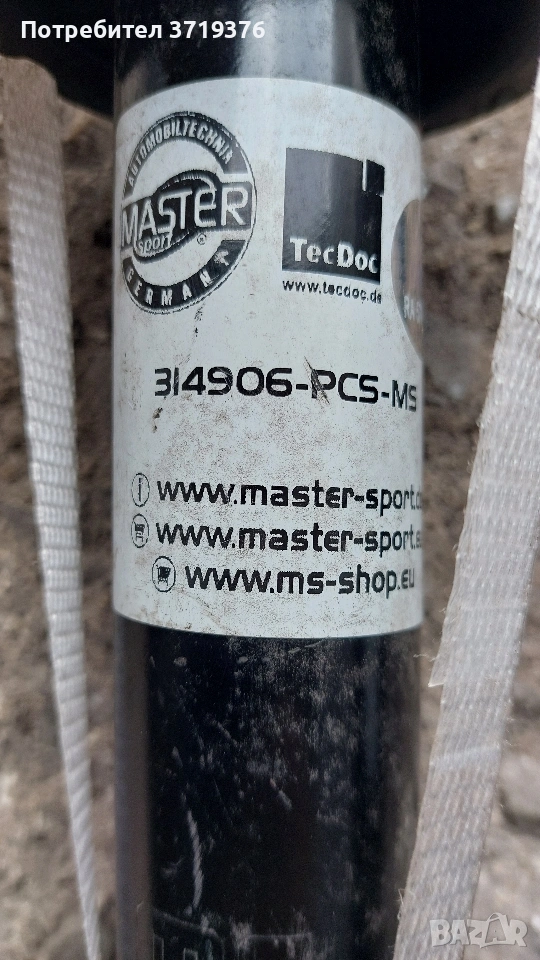 Потребител 3719376
AUTOMOBILTECHNIK
MASTER
sport®
GERMANY
TecDoc
www.tecdoc.de
314906-PCS-MS
www.master-sport.
www.master-sport.
www.ms-shop.eu
BAZAR